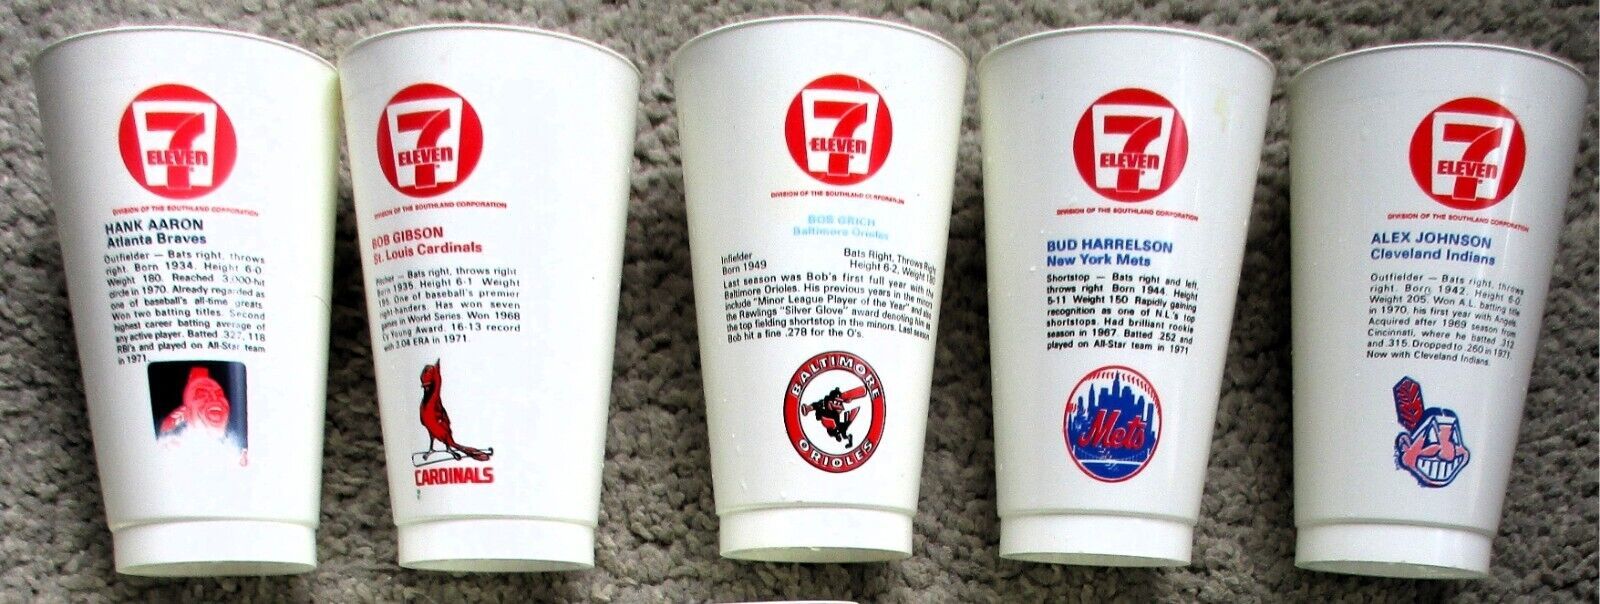 7
ELEVEN
DIVISION OF THE SOUTHLAND CORPORATION
HANK AARON
Atlanta Braves
Outfielder — Bats right, throws
right. Born 1934. Height 6-0
Weight 180. Reached 3,000-hit
circle in 1970. Already regarded as
one of baseball's all-time greats.
Won two batting titles. Second
highest career batting average of
any active player. Batted .327, 118
RBI's and played on All-Star team
in 1971.
7
ELEVEN
DIVISION OF THE SOUTHLAND CORPORATION
BOB GIBSON
St. Louis Cardinals
Pitcher — Bats right, throws right
Born 1935. Height 6-1 Weight
195. One of baseball's premier
right-handers. Has won seven
games in World Series. Won 1968
Cy Young Award. 16-13 record
with 3.04 ERA in 1971.
CARDINALS
7
ELEVEN
DIVISION OF THE SOUTHLAND CORPORATION
BOB GRICH
Baltimore Orioles
Infielder Bats Right, Throws Right
Born 1949 Height 6-2, Weight 180
Last season was Bob's first full year with the
Baltimore Orioles. His previous years in the minors
include "Minor League Player of the Year" and also
the Rawlings "Silver Glove" award denoting him as
the top fielding shortstop in the minors. Last season
Bob hit a fine .278 for the O's.
BALTIMORE
ORIOLES
7
ELEVEN
DIVISION OF THE SOUTHLAND CORPORATION
BUD HARRELSON
New York Mets
Shortstop — Bats right and left,
throws right Born 1944. Height
5-11 Weight 150 Rapidly gaining
recognition as one of N.L.'s top
shortstops. Had brilliant rookie
season in 1967. Batted .252 and
played on All-Star team in 1971
Mets
7
ELEVEN
DIVISION OF THE SOUTHLAND CORPORATION
ALEX JOHNSON
Cleveland Indians
Outfielder — Bats right, throws
right. Born 1942. Height 6-0.
Weight 205. Won A.L. batting title
in 1970, his first year with Angels.
Acquired after 1969 season from
Cincinnati, where he batted .312
and .315. Dropped to .260 in 1971.
Now with Cleveland Indians.